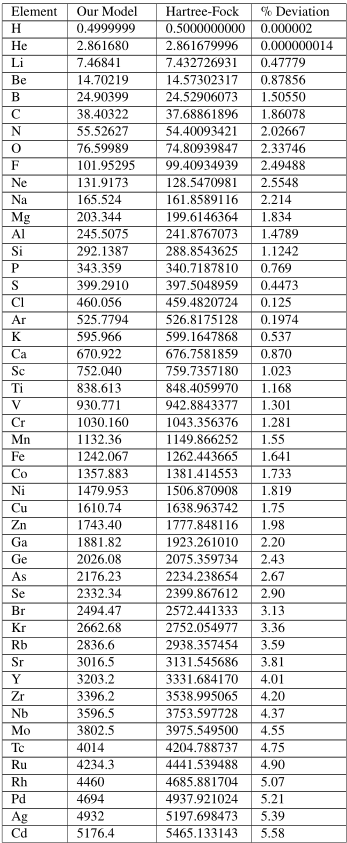 Element Our Model Hartree-Fock % Deviation
H 0.4999999 0.5000000000 0.000002
He 2.861680 2.861679996 0.000000014
Li 7.46841 7.432726931 0.47779
Be 14.70219 14.57302317 0.87856
B 24.90399 24.52906073 1.50550
C 38.40322 37.68861896 1.86078
N 55.52627 54.40093421 2.02667
O 76.59989 74.80939847 2.33746
F 101.95295 99.40934939 2.49488
Ne 131.9173 128.5470981 2.5548
Na 165.524 161.8589116 2.214
Mg 203.344 199.6146364 1.834
Al 245.5075 241.8767073 1.4789
Si 292.1387 288.8543625 1.1242
P 343.359 340.7187810 0.769
S 399.2910 397.5048959 0.4473
Cl 460.056 459.4820724 0.125
Ar 525.7794 526.8175128 0.1974
K 595.966 599.1647868 0.537
Ca 670.922 676.7581859 0.870
Sc 752.040 759.7357180 1.023
Ti 838.613 848.4059970 1.168
V 930.771 942.8843377 1.301
Cr 1030.160 1043.356376 1.281
Mn 1132.36 1149.866252 1.55
Fe 1242.067 1262.443665 1.641
Co 1357.883 1381.414553 1.733
Ni 1479.953 1506.870908 1.819
Cu 1610.74 1638.963742 1.75
Zn 1743.40 1777.848116 1.98
Ga 1881.82 1923.261010 2.20
Ge 2026.08 2075.359734 2.43
As 2176.23 2234.238654 2.67
Se 2332.34 2399.867612 2.90
Br 2494.47 2572.441333 3.13
Kr 2662.68 2752.054977 3.36
Rb 2836.6 2938.357454 3.59
Sr 3016.5 3131.545686 3.81
Y 3203.2 3331.684170 4.01
Zr 3396.2 3538.995065 4.20
Nb 3596.5 3753.597728 4.37
Mo 3802.5 3975.549500 4.55
Tc 4014 4204.788737 4.75
Ru 4234.3 4441.539488 4.90
Rh 4460 4685.881704 5.07
Pd 4694 4937.921024 5.21
Ag 4932 5197.698473 5.39
Cd 5176.4 5465.133143 5.58